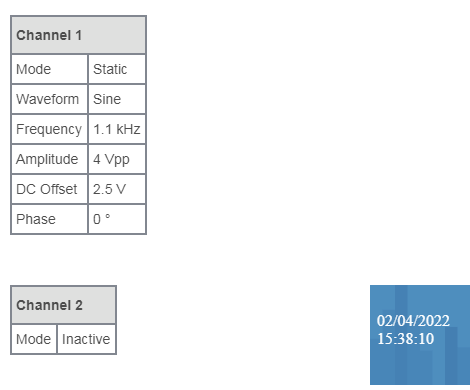 Channel 1
Mode Static
Waveform Sine
Frequency 1.1 kHz
Amplitude 4 Vpp
DC Offset 2.5 V
Phase 0 °
Channel 2
Mode Inactive
02/04/2022
15:38:10